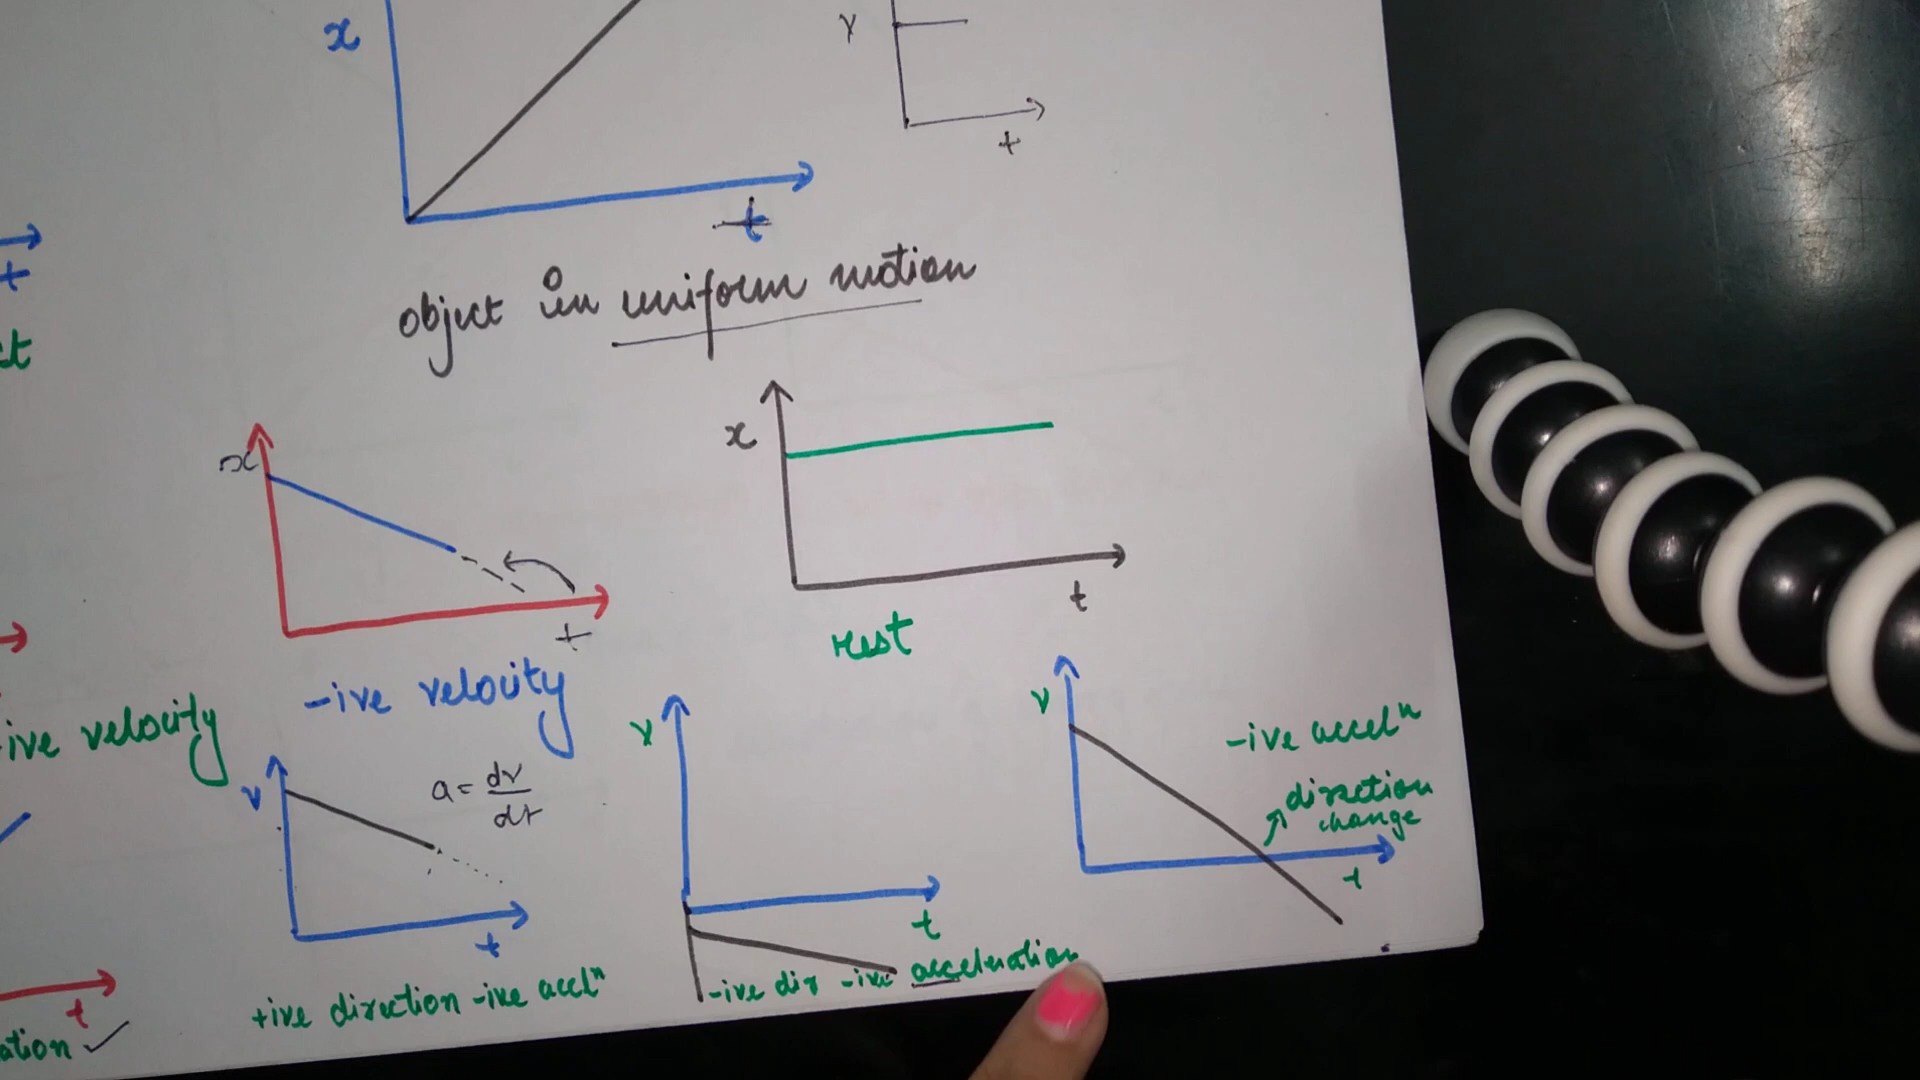 x
v
t
t
t
object in uniform motion
x
x
t
t
rest
-ive velocity
ive velocity
v
a = dv/dt
t
+ive direction -ive acclⁿ
v
t
-ive dir -ive acceleration
v
-ive accelⁿ
direction
change
t
t
ation ✓